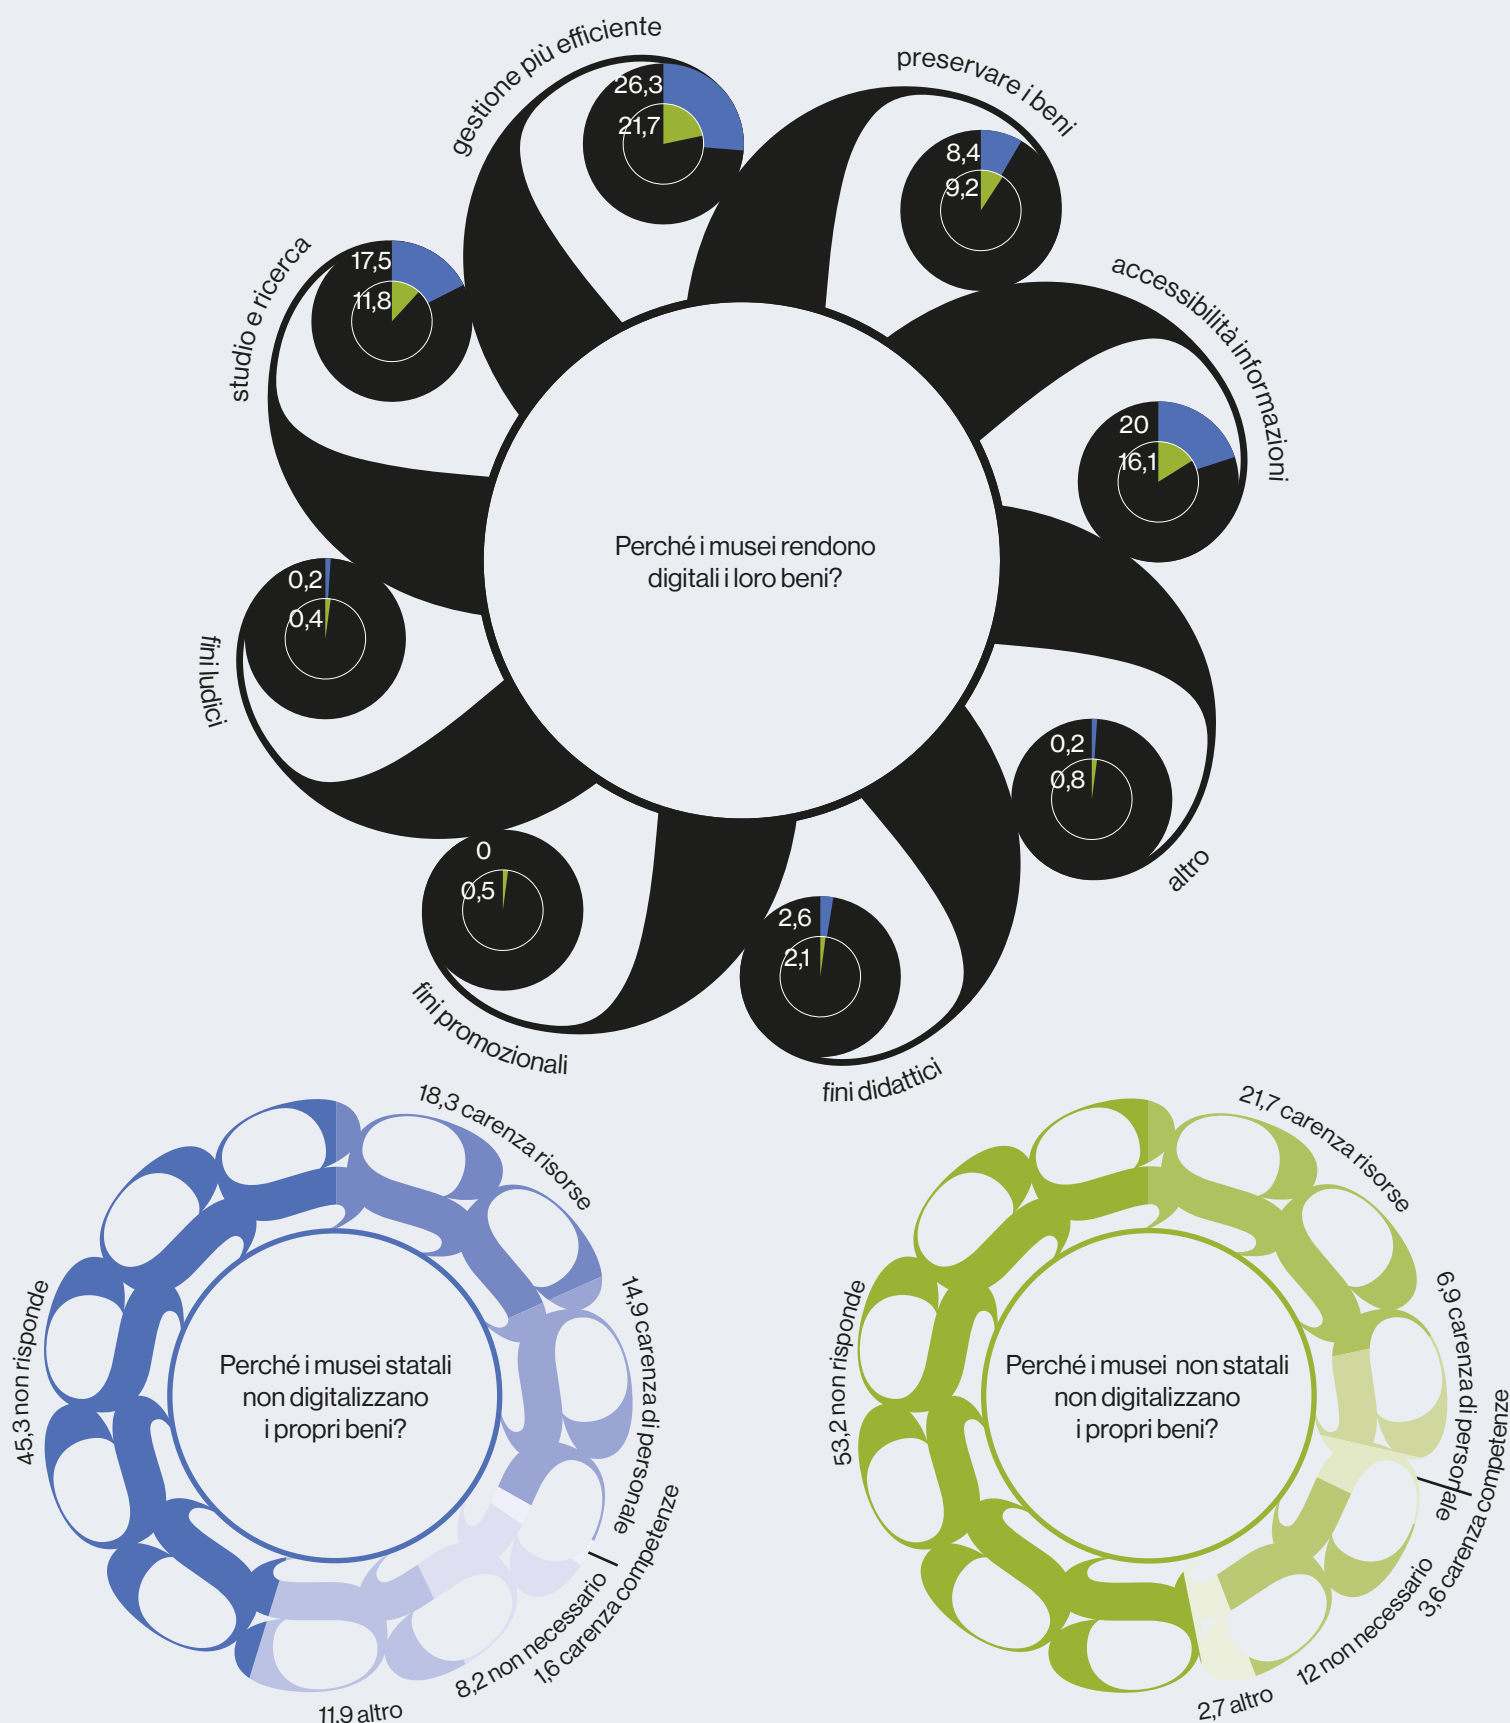 gestione più efficiente
26,3
21,7
preservare i beni
8,4
9,2
studio e ricerca
17,5
11,8
accessibilità informazioni
20
16,1
Perché i musei rendono
digitali i loro beni?
fini ludici
0,2
0,4
altro
0,2
0,8
fini promozionali
0
0,5
fini didattici
2,6
2,1
18,3 carenza risorse
14,9 carenza di personale
45,3 non risponde
Perché i musei statali
non digitalizzano
i propri beni?
1,6 carenza competenze
8,2 non necessario
11,9 altro
21,7 carenza risorse
6,9 carenza di personale
53,2 non risponde
Perché i musei non statali
non digitalizzano
i propri beni?
3,6 carenza competenze
12 non necessario
2,7 altro